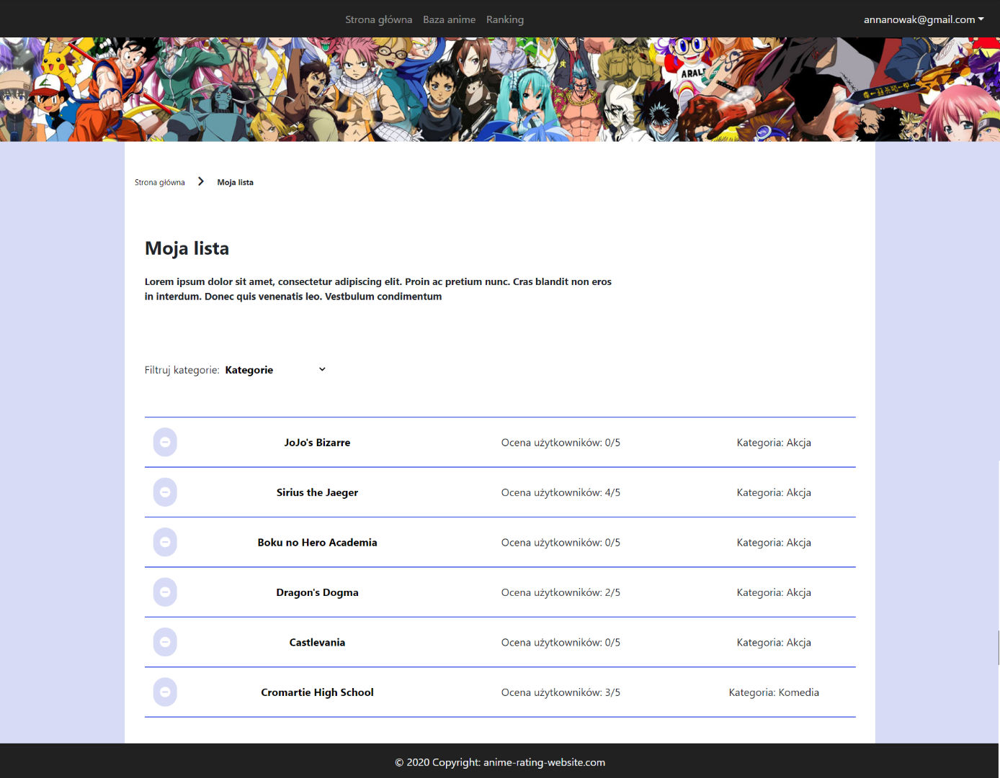 Strona główna Baza anime Ranking annanowak@gmail.com
ARALE
Strona główna Moja lista
Moja lista
Lorem ipsum dolor sit amet, consectetur adipiscing elit. Proin ac pretium nunc. Cras blandit non eros
in interdum. Donec quis venenatis leo. Vestbulum condimentum
Filtruj kategorie: Kategorie
JoJo's Bizarre Ocena użytkowników: 0/5 Kategoria: Akcja
Sirius the Jaeger Ocena użytkowników: 4/5 Kategoria: Akcja
Boku no Hero Academia Ocena użytkowników: 0/5 Kategoria: Akcja
Dragon's Dogma Ocena użytkowników: 2/5 Kategoria: Akcja
Castlevania Ocena użytkowników: 0/5 Kategoria: Akcja
Cromartie High School Ocena użytkowników: 3/5 Kategoria: Komedia
© 2020 Copyright: anime-rating-website.com